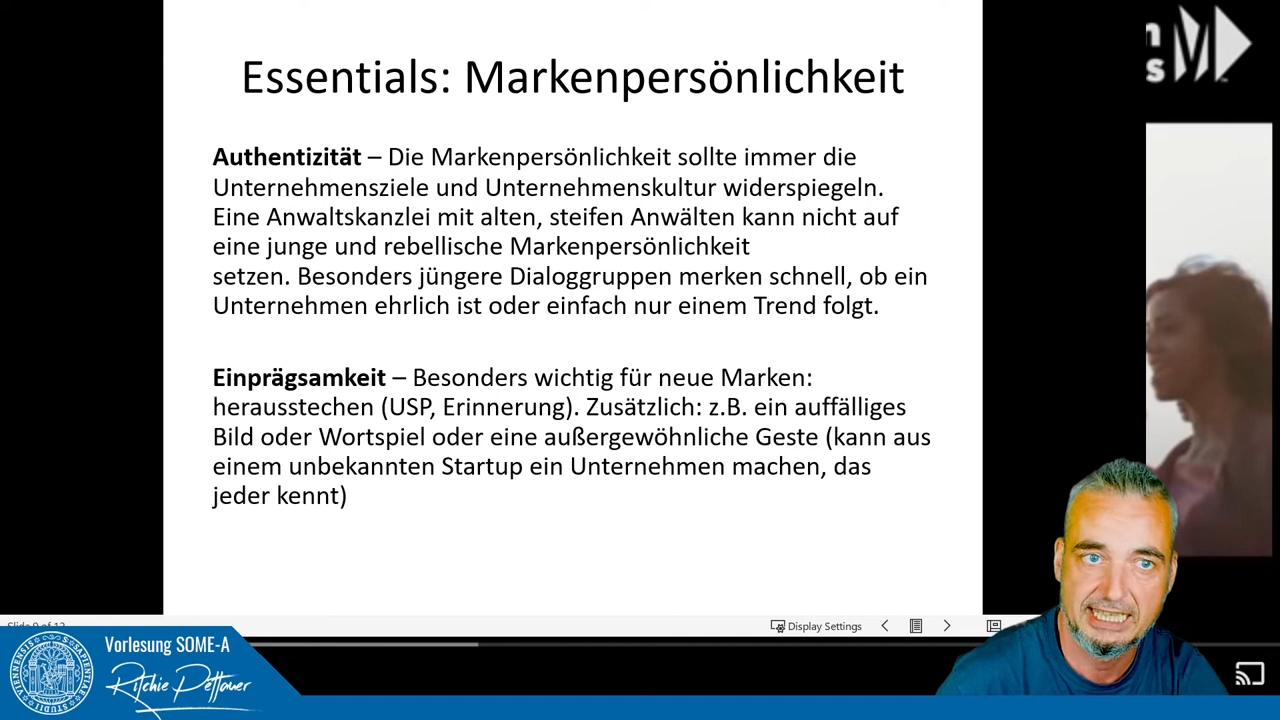 Essentials: Markenpersönlichkeit
Authentizität – Die Markenpersönlichkeit sollte immer die
Unternehmensziele und Unternehmenskultur widerspiegeln.
Eine Anwaltskanzlei mit alten, steifen Anwälten kann nicht auf
eine junge und rebellische Markenpersönlichkeit
setzen. Besonders jüngere Dialoggruppen merken schnell, ob ein
Unternehmen ehrlich ist oder einfach nur einem Trend folgt.
Einprägsamkeit – Besonders wichtig für neue Marken:
herausstechen (USP, Erinnerung). Zusätzlich: z.B. ein auffälliges
Bild oder Wortspiel oder eine außergewöhnliche Geste (kann aus
einem unbekannten Startup ein Unternehmen machen, das
jeder kennt)
Display Settings
Vorlesung SOME-A
Ritchie Pettauer